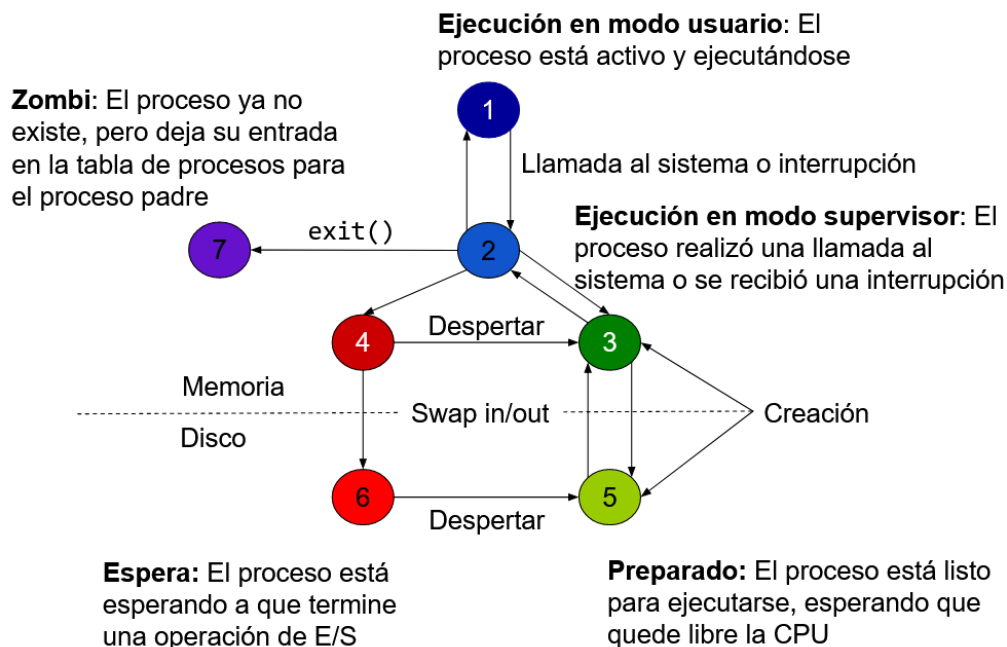 Ejecución en modo usuario: El
proceso está activo y ejecutándose
1
Zombi: El proceso ya no
existe, pero deja su entrada
en la tabla de procesos para
el proceso padre
Llamada al sistema o interrupción
7
exit()
2
Ejecución en modo supervisor: El
proceso realizó una llamada al
sistema o se recibió una interrupción
4
Despertar
3
Memoria
Swap in/out
Creación
Disco
6
Despertar
5
Espera: El proceso está
esperando a que termine
una operación de E/S
Preparado: El proceso está listo
para ejecutarse, esperando que
quede libre la CPU